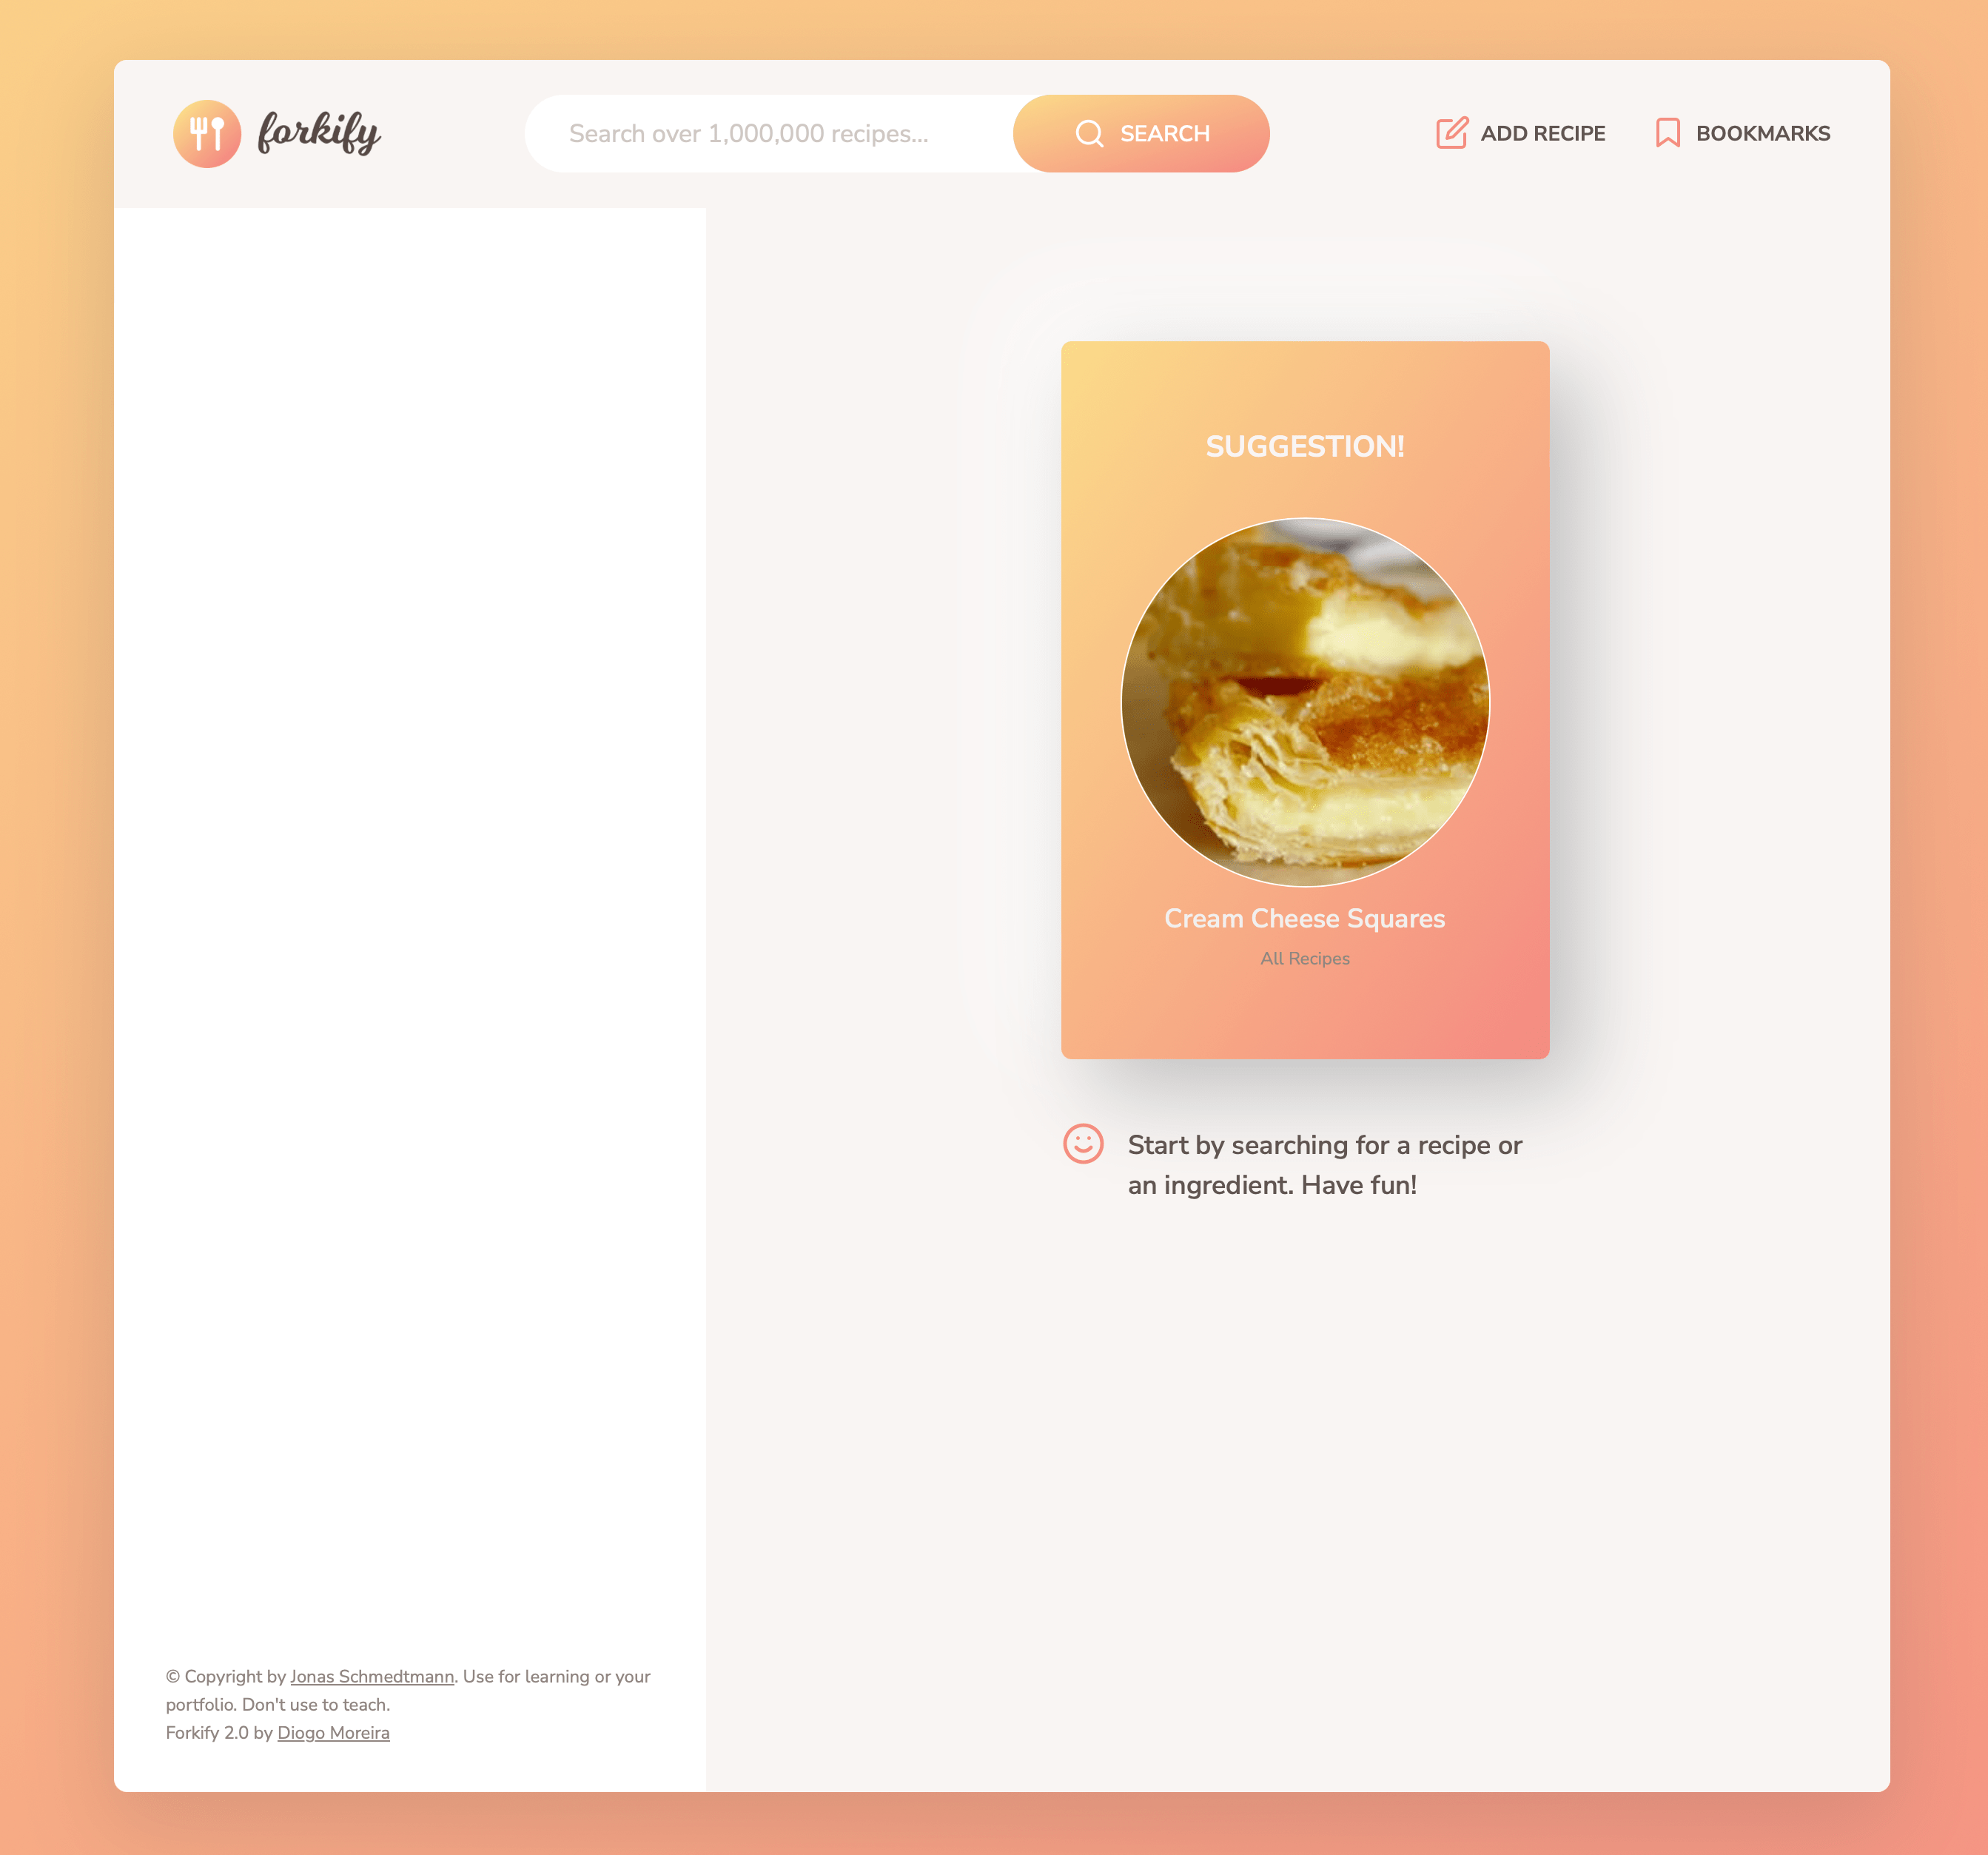 forkify
Search over 1,000,000 recipes...
SEARCH
ADD RECIPE
BOOKMARKS
SUGGESTION!
Cream Cheese Squares
All Recipes
Start by searching for a recipe or
an ingredient. Have fun!
© Copyright by Jonas Schmedtmann. Use for learning or your
portfolio. Don't use to teach.
Forkify 2.0 by Diogo Moreira